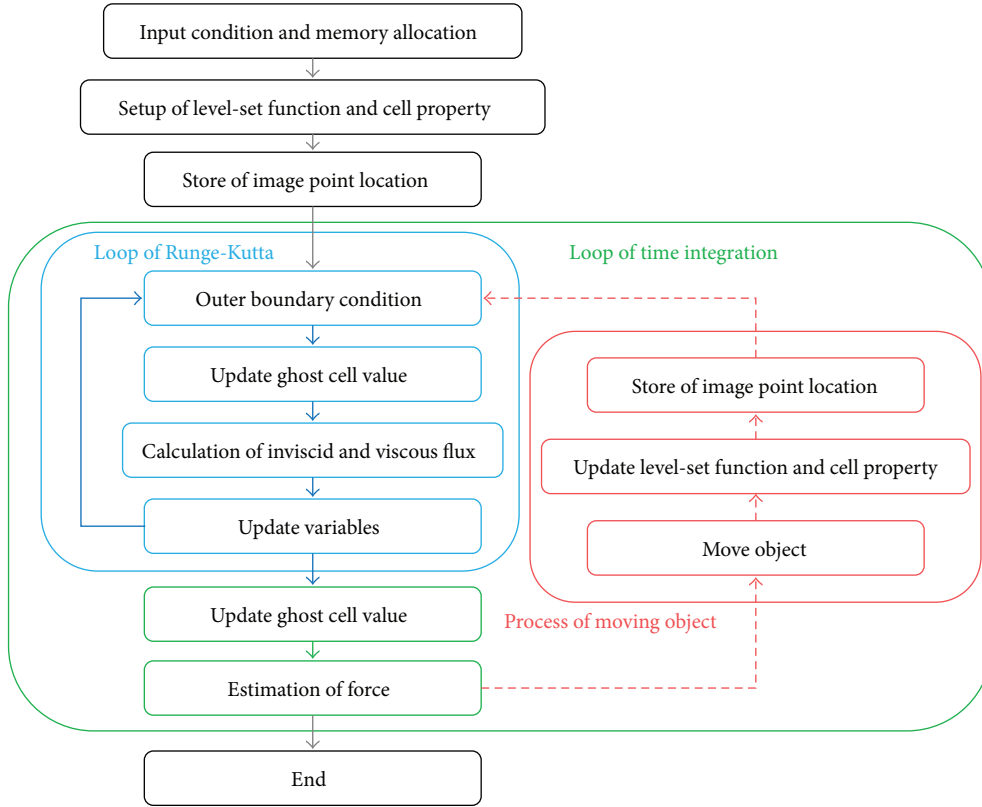 Input condition and memory allocation
Setup of level-set function and cell property
Store of image point location
Loop of Runge-Kutta
Loop of time integration
Outer boundary condition
Update ghost cell value
Calculation of inviscid and viscous flux
Update variables
Store of image point location
Update level-set function and cell property
Move object
Process of moving object
Update ghost cell value
Estimation of force
End